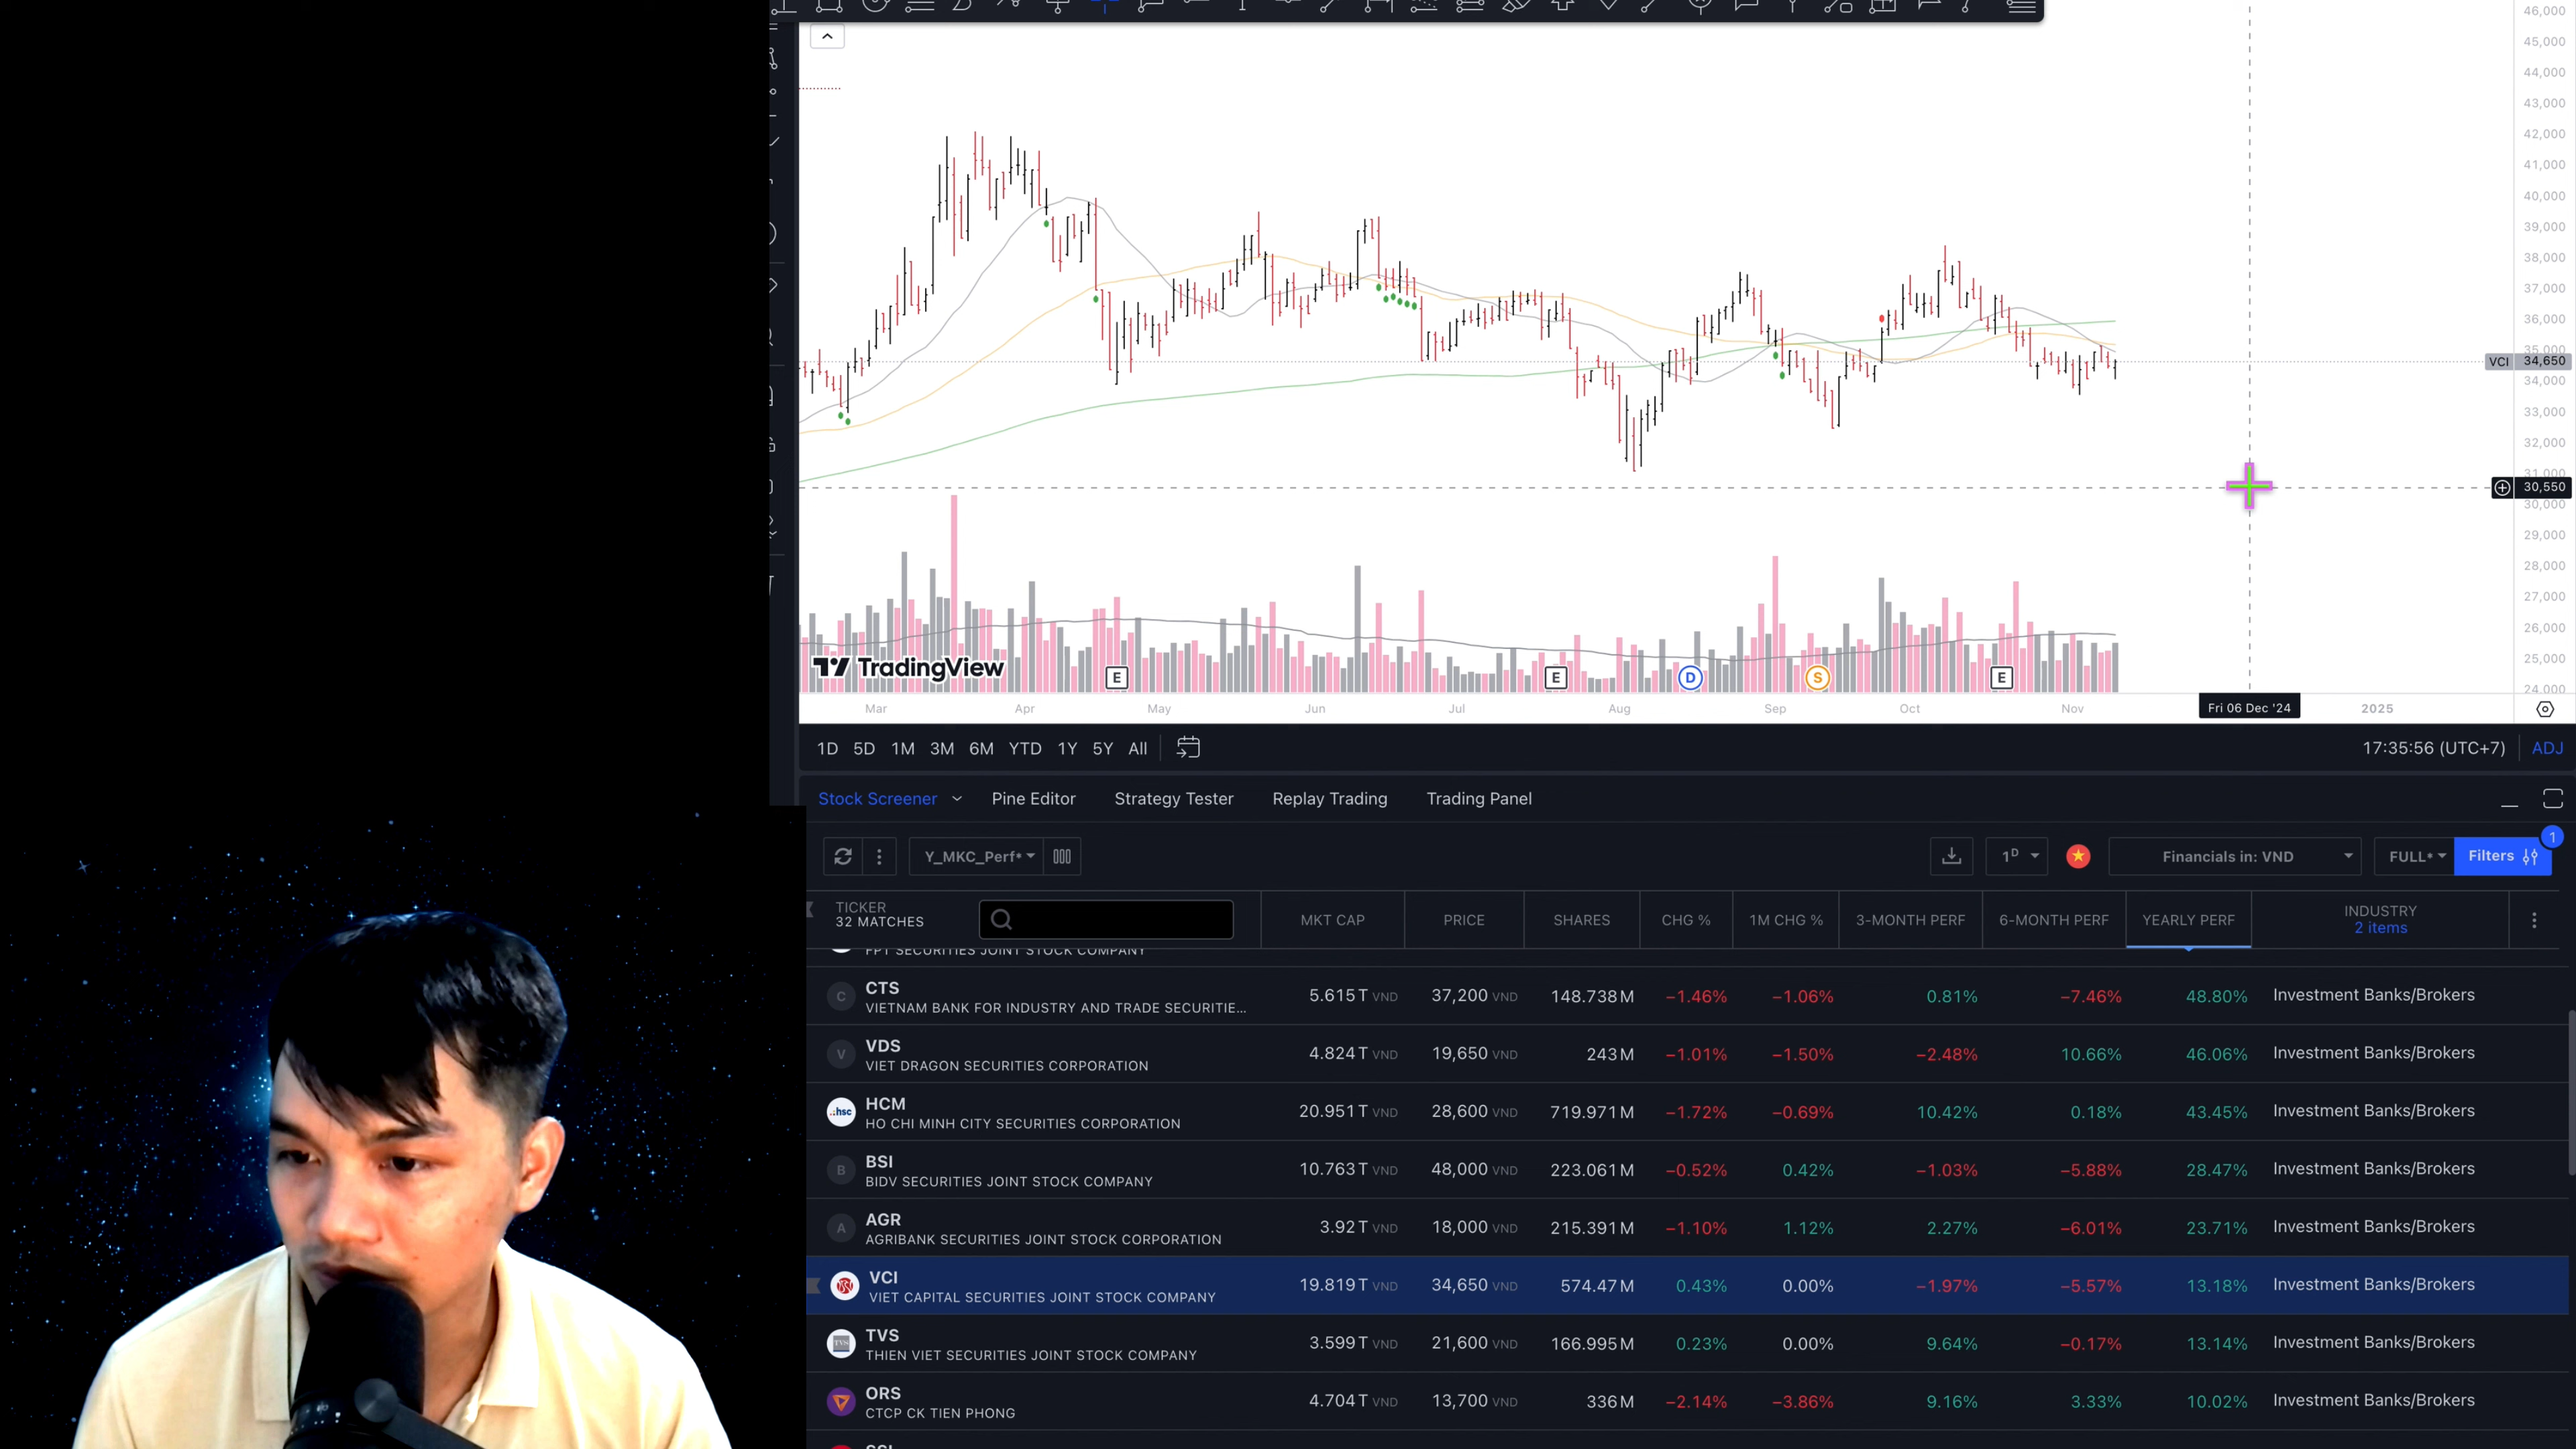 46,000
45,000
44,000
43,000
42,000
41,000
40,000
39,000
38,000
37,000
36,000
35,000
VCI 34,650
34,000
33,000
32,000
31,000
30,550
30,000
29,000
28,000
27,000
26,000
25,000
24,000
TradingView
E E D S E
Mar Apr May Jun Jul Aug Sep Oct Nov Fri 06 Dec '24 2025
1D 5D 1M 3M 6M YTD 1Y 5Y All 17:35:56 (UTC+7) ADJ
Stock Screener Pine Editor Strategy Tester Replay Trading Trading Panel
Y_MKC_Perf* 1D Financials in: VND FULL* Filters 1
TICKER
32 MATCHES
MKT CAP PRICE SHARES CHG % 1M CHG % 3-MONTH PERF 6-MONTH PERF YEARLY PERF INDUSTRY
2 items
FPT SECURITIES JOINT STOCK COMPANY
C CTS 5.615 T VND 37,200 VND 148.738 M −1.46% −1.06% 0.81% −7.46% 48.80% Investment Banks/Brokers
VIETNAM BANK FOR INDUSTRY AND TRADE SECURITIE...
V VDS 4.824 T VND 19,650 VND 243 M −1.01% −1.50% −2.48% 10.66% 46.06% Investment Banks/Brokers
VIET DRAGON SECURITIES CORPORATION
hsc HCM 20.951 T VND 28,600 VND 719.971 M −1.72% −0.69% 10.42% 0.18% 43.45% Investment Banks/Brokers
HO CHI MINH CITY SECURITIES CORPORATION
B BSI 10.763 T VND 48,000 VND 223.061 M −0.52% 0.42% −1.03% −5.88% 28.47% Investment Banks/Brokers
BIDV SECURITIES JOINT STOCK COMPANY
A AGR 3.92 T VND 18,000 VND 215.391 M −1.10% 1.12% 2.27% −6.01% 23.71% Investment Banks/Brokers
AGRIBANK SECURITIES JOINT STOCK CORPORATION
VCI 19.819 T VND 34,650 VND 574.47 M 0.43% 0.00% −1.97% −5.57% 13.18% Investment Banks/Brokers
VIET CAPITAL SECURITIES JOINT STOCK COMPANY
TVS TVS 3.599 T VND 21,600 VND 166.995 M 0.23% 0.00% 9.64% −0.17% 13.14% Investment Banks/Brokers
THIEN VIET SECURITIES JOINT STOCK COMPANY
ORS 4.704 T VND 13,700 VND 336 M −2.14% −3.86% 9.16% 3.33% 10.02% Investment Banks/Brokers
CTCP CK TIEN PHONG